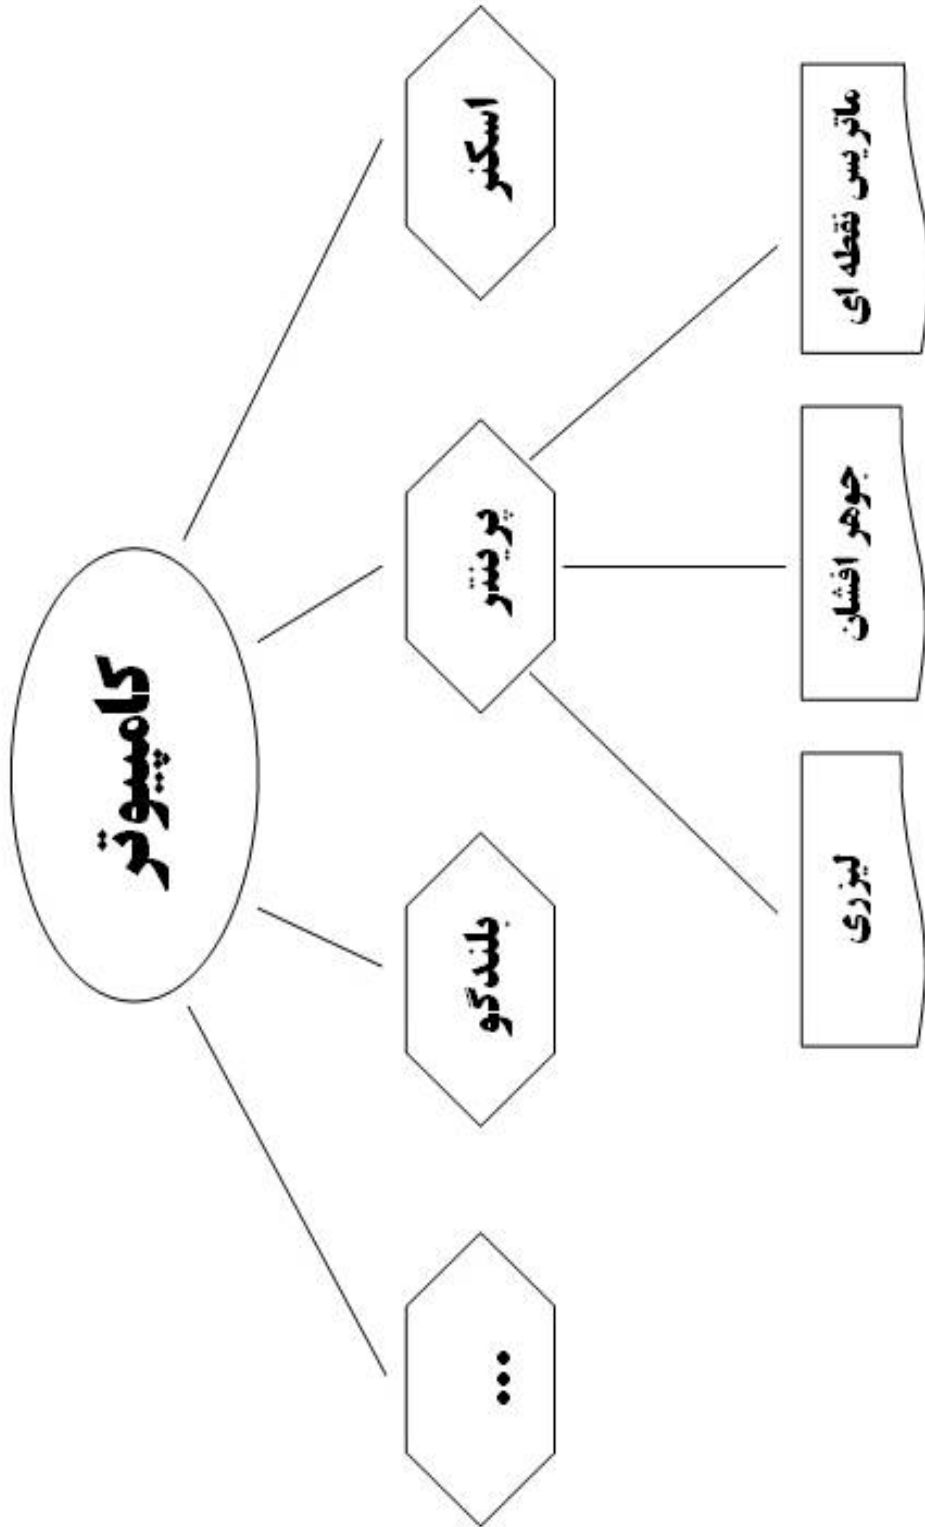 کامپیوتر
اسکنر
پرینتر
بلندگو
...
ماتریس نقطه ای
جوهر افشان
لیزری